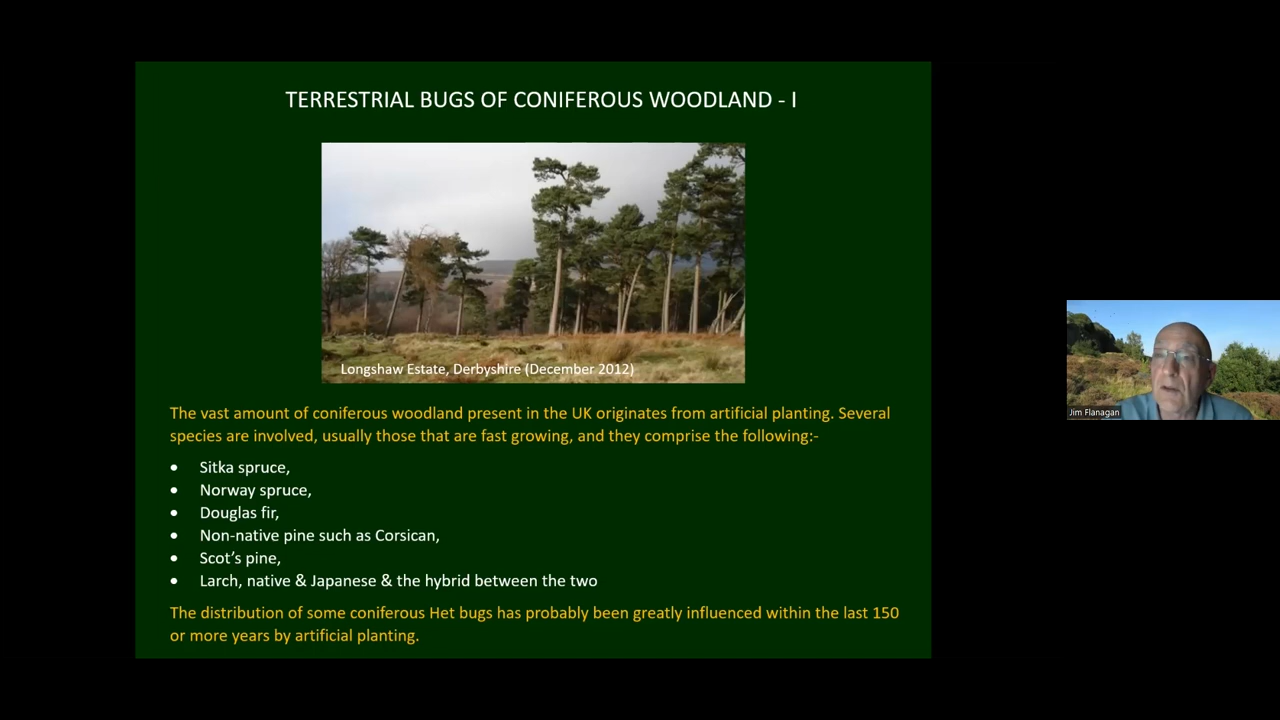 TERRESTRIAL BUGS OF CONIFEROUS WOODLAND - I
Longshaw Estate, Derbyshire (December 2012)
The vast amount of coniferous woodland present in the UK originates from artificial planting. Several
species are involved, usually those that are fast growing, and they comprise the following:-
• Sitka spruce,
• Norway spruce,
• Douglas fir,
• Non-native pine such as Corsican,
• Scot's pine,
• Larch, native & Japanese & the hybrid between the two
The distribution of some coniferous Het bugs has probably been greatly influenced within the last 150
or more years by artificial planting.
Jim Flanagan